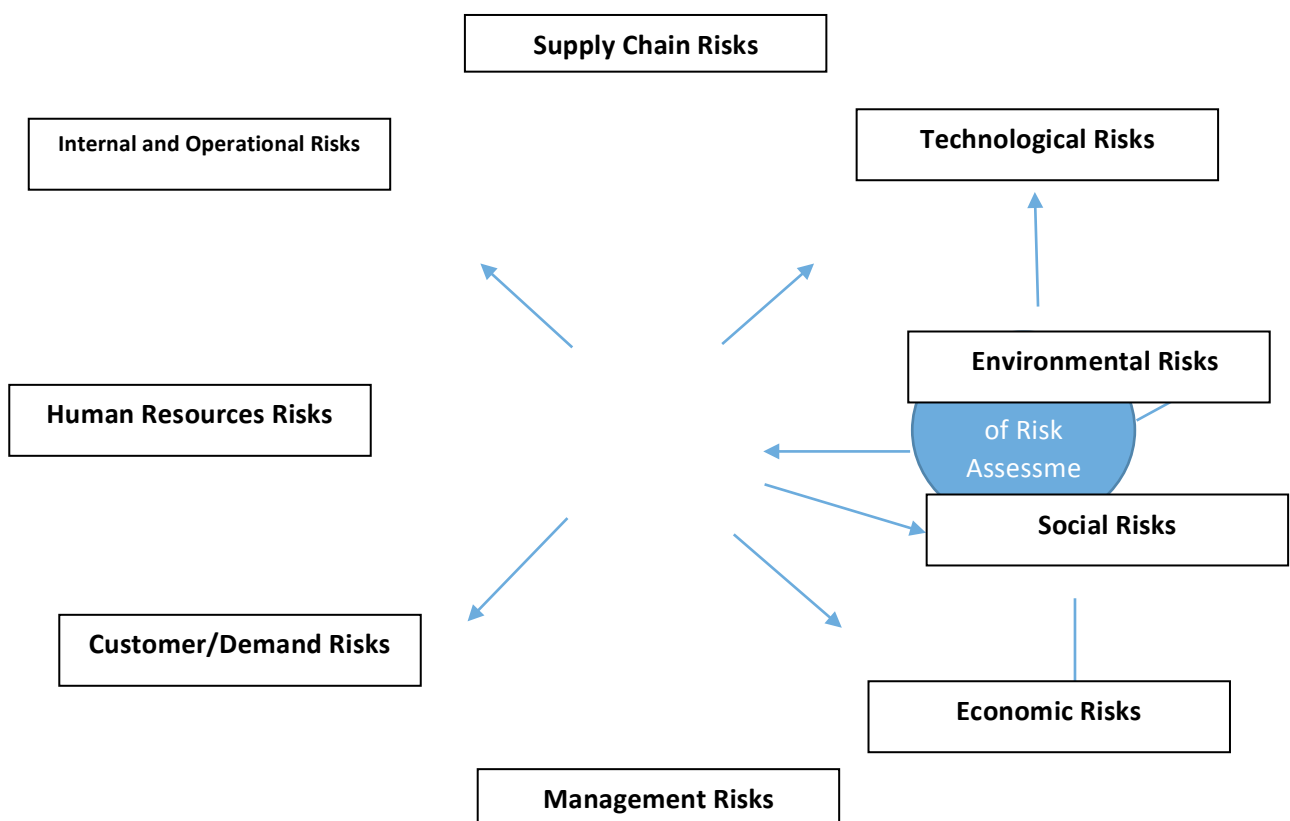 Supply Chain Risks
Internal and Operational Risks
Technological Risks
Environmental Risks
Human Resources Risks
of Risk
Assessme
Social Risks
Customer/Demand Risks
Economic Risks
Management Risks